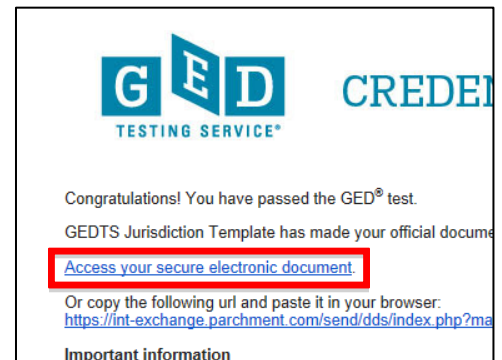 GED
TESTING SERVICE®
CREDEN
Congratulations! You have passed the GED® test.
GEDTS Jurisdiction Template has made your official docume
Access your secure electronic document.
Or copy the following url and paste it in your browser:
https://int-exchange.parchment.com/send/dds/index.php?ma
Important information